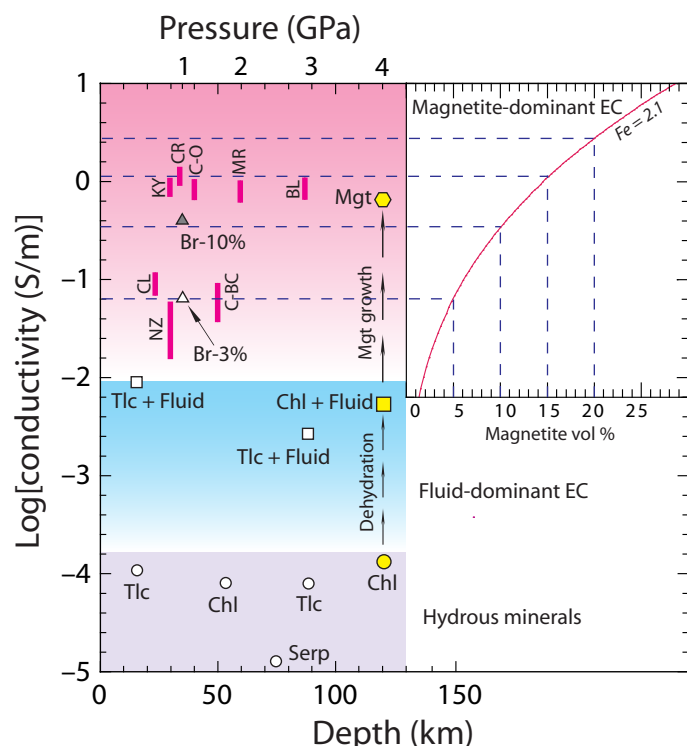 Pressure (GPa)
1 2 3 4
1
0
−1
−2
−3
−4
−5
Log[conductivity (S/m)]
Magnetite-dominant EC
Fe = 2.1
KY
CR
IC-O
MR
BL
Mgt
Br-10%
CL
NZ
C-BC
Br-3%
Mgt growth
Tlc + Fluid
Chl + Fluid
Tlc + Fluid
Dehydration
0 5 10 15 20 25
Magnetite vol %
Fluid-dominant EC
Tlc
Chl
Tlc
Chl
Serp
Hydrous minerals
0 50 100 150
Depth (km)